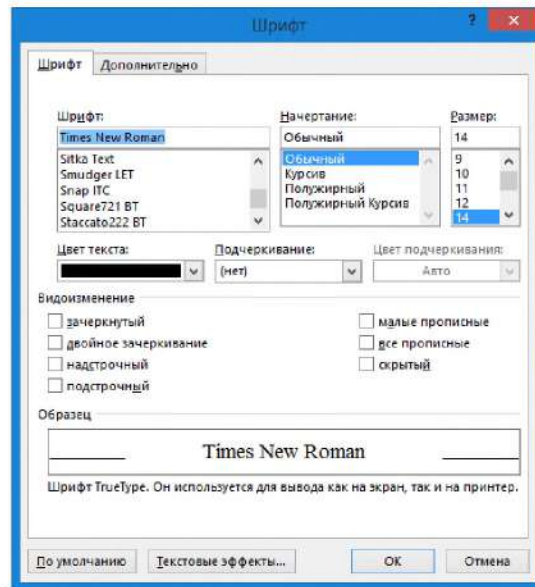 Шрифт ?
Шрифт Дополнительно
Шрифт: Начертание: Размер:
Times New Roman Обычный 14
Sitka Text Обычный 9
Smudger LET Курсив 10
Snap ITC Полужирный 11
Square721 BT Полужирный Курсив 12
Staccato222 BT 14
Цвет текста: Подчеркивание: Цвет подчеркивания:
(нет) Авто
Видоизменение
зачеркнутый малые прописные
двойное зачеркивание все прописные
надстрочный скрытый
подстрочный
Образец
Times New Roman
Шрифт TrueType. Он используется для вывода как на экран, так и на принтер.
По умолчанию Текстовые эффекты... ОК Отмена